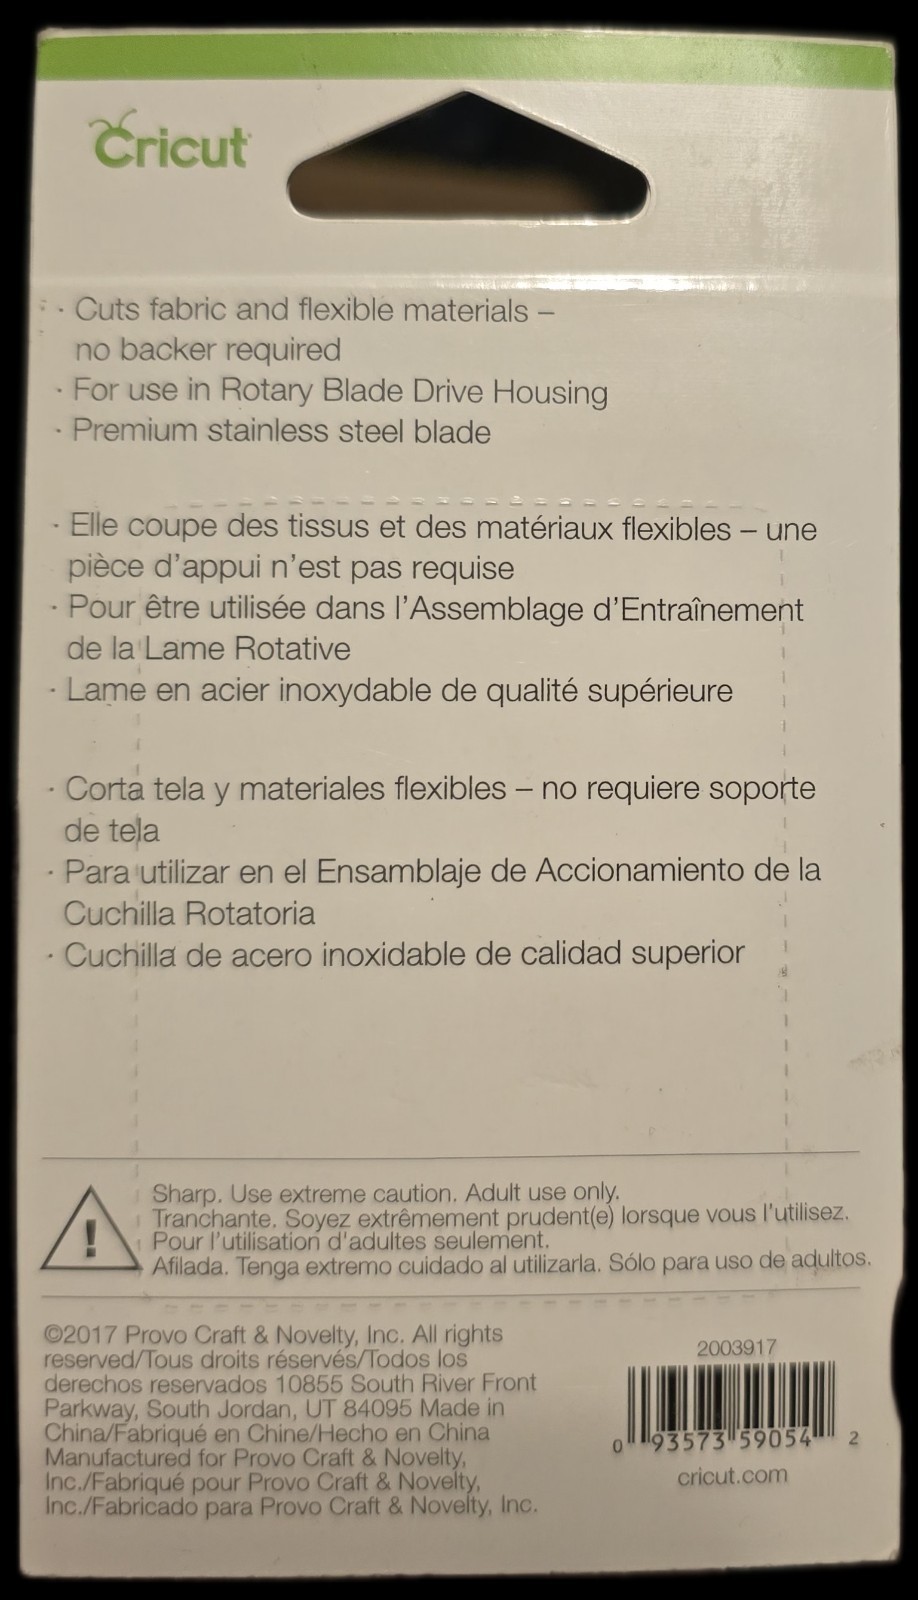 Cricut
· Cuts fabric and flexible materials –
no backer required
· For use in Rotary Blade Drive Housing
· Premium stainless steel blade
· Elle coupe des tissus et des matériaux flexibles – une
pièce d'appui n'est pas requise
· Pour être utilisée dans l'Assemblage d'Entraînement
de la Lame Rotative
· Lame en acier inoxydable de qualité supérieure
· Corta tela y materiales flexibles – no requiere soporte
de tela
· Para utilizar en el Ensamblaje de Accionamiento de la
Cuchilla Rotatoria
· Cuchilla de acero inoxidable de calidad superior
!
Sharp. Use extreme caution. Adult use only.
Tranchante. Soyez extrêmement prudent(e) lorsque vous l'utilisez.
Pour l'utilisation d'adultes seulement.
Afilada. Tenga extremo cuidado al utilizarla. Sólo para uso de adultos.
©2017 Provo Craft & Novelty, Inc. All rights
reserved/Tous droits réservés/Todos los
derechos reservados 10855 South River Front
Parkway, South Jordan, UT 84095 Made in
China/Fabriqué en Chine/Hecho en China
Manufactured for Provo Craft & Novelty,
Inc./Fabriqué pour Provo Craft & Novelty,
Inc./Fabricado para Provo Craft & Novelty, Inc.
2003917
0 93573 59054 2
cricut.com